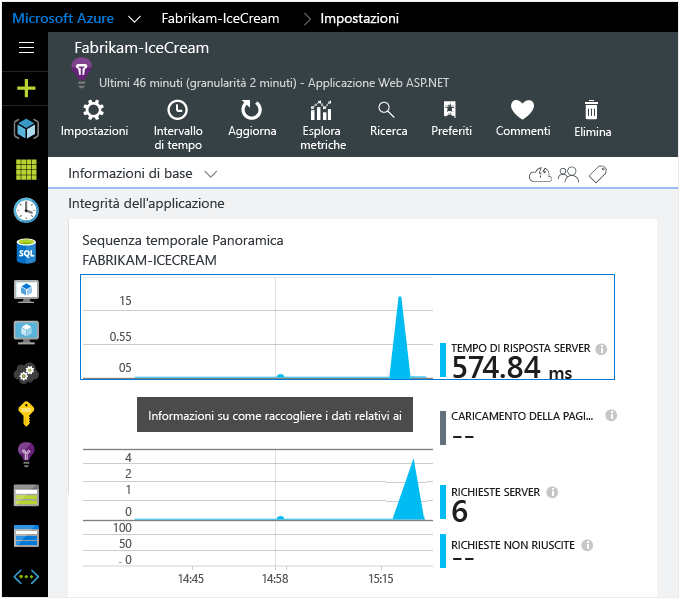 Microsoft Azure Fabrikam-IceCream Impostazioni
Fabrikam-IceCream
Ultimi 46 minuti (granularità 2 minuti) - Applicazione Web ASP.NET
Impostazioni
Intervallo
di tempo
Aggiorna
Esplora
metriche
Ricerca
Preferiti
Commenti
Elimina
SQL
Informazioni di base
Integrità dell'applicazione
Sequenza temporale Panoramica
FABRIKAM-ICECREAM
15
0.55
05
TEMPO DI RISPOSTA SERVER
574.84 ms
Informazioni su come raccogliere i dati relativi ai
CARICAMENTO DELLA PAGI...
--
4
2
1
0
RICHIESTE SERVER
6
100
50
0
RICHIESTE NON RIUSCITE
--
14:45 14:58 15:15